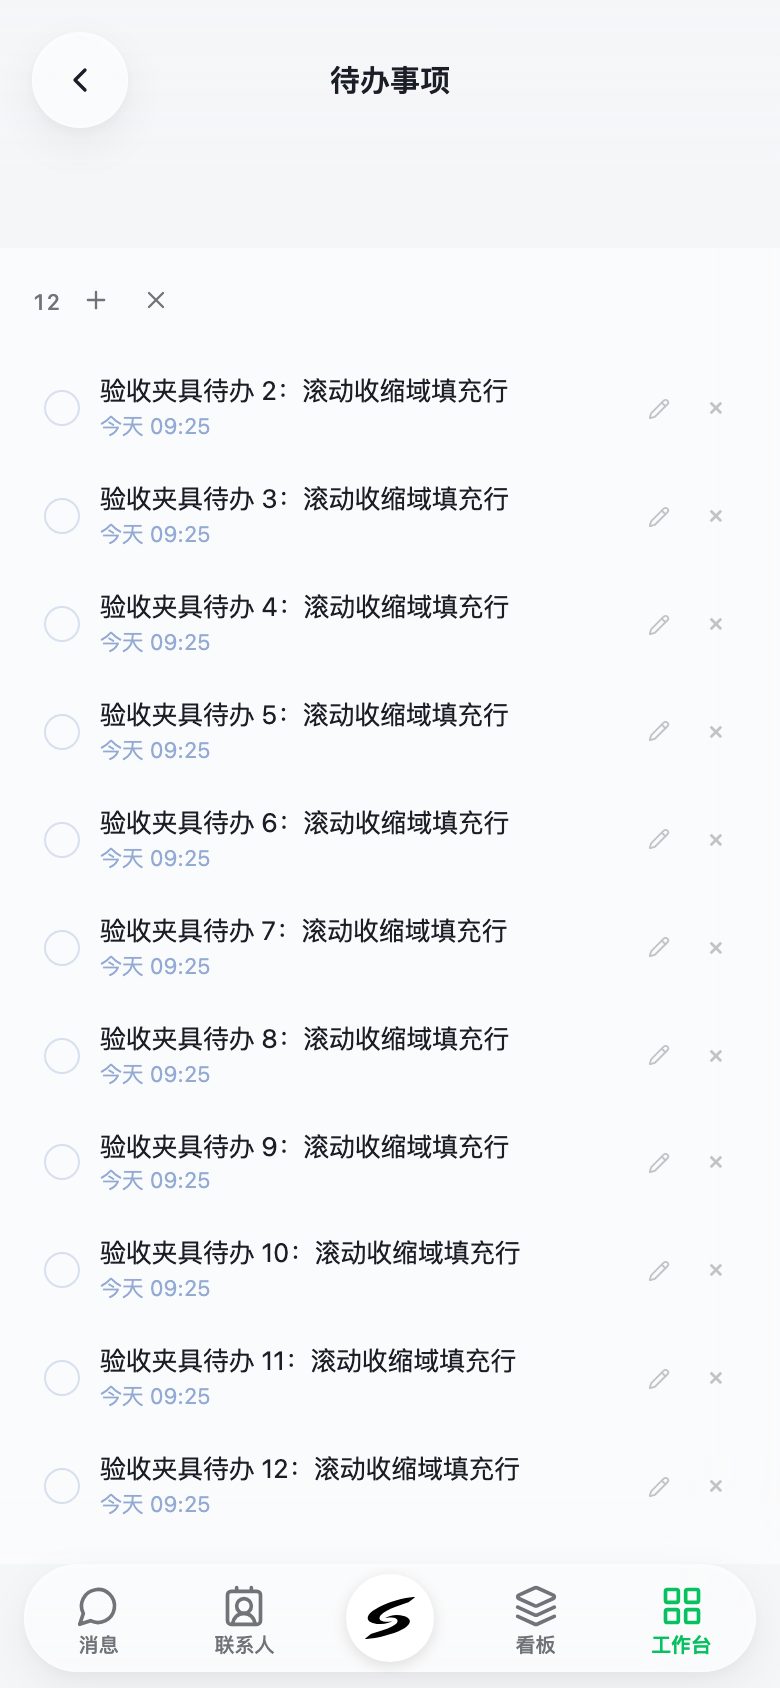 待办事项
12
验收夹具待办 2：滚动收缩域填充行
今天 09:25
验收夹具待办 3：滚动收缩域填充行
今天 09:25
验收夹具待办 4：滚动收缩域填充行
今天 09:25
验收夹具待办 5：滚动收缩域填充行
今天 09:25
验收夹具待办 6：滚动收缩域填充行
今天 09:25
验收夹具待办 7：滚动收缩域填充行
今天 09:25
验收夹具待办 8：滚动收缩域填充行
今天 09:25
验收夹具待办 9：滚动收缩域填充行
今天 09:25
验收夹具待办 10：滚动收缩域填充行
今天 09:25
验收夹具待办 11：滚动收缩域填充行
今天 09:25
验收夹具待办 12：滚动收缩域填充行
今天 09:25
消息 联系人 看板 工作台